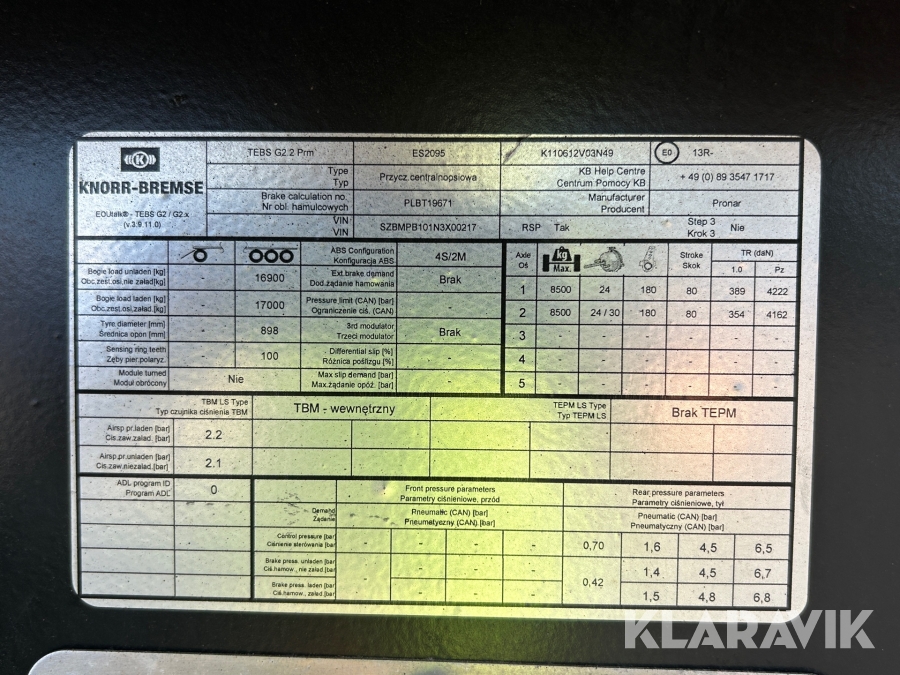 KNORR-BREMSE
EOUtalk® - TEBS G2 / G2.x
(v.3.9.11.0)
TEBS G2.2 Prm ES2095 K110612V03N49 E0 13R-
Type
Typ
Przycz.centralnoosiowa
KB Help Centre
Centrum Pomocy KB
+ 49 (0) 89 3547 1717
Brake calculation no.
Nr obl. hamulcowych
PLBT19671
Manufacturer
Producent
Pronar
VIN
VIN
SZBMPB101N3X00217
RSP Tak
Step 3
Krok 3
Nie
ABS Configuration
Konfiguracja ABS
4S/2M
Bogie load unladen [kg]
Obc.zest.osi,nie załad[kg]
- 16900
Ext.brake demand
Dod.żądanie hamowania
Brak
Bogie load laden [kg]
Obc.zest.osi,załad.[kg]
- 17000
Pressure limit (CAN) [bar]
Ograniczenie ciś. (CAN)
-
Tyre diameter [mm]
Średnica opon [mm]
- 898
3rd modulator
Trzeci modulator
Brak
Sensing ring teeth
Zęby pier.polaryz.
- 100
Differential slip [%]
Różnica poślizgu [%]
-
Module turned
Moduł obrócony
Nie
Max slip demand [bar]
Max.żądanie opóź. [bar]
-
Axle
Oś
kg
Max.
Stroke
Skok
TR (daN)
1.0 Pz
1 8500 24 180 80 389 4222
2 8500 24 / 30 180 80 354 4162
3 - - - - - -
4 - - - - - -
5 - - - - - -
TBM LS Type
Typ czujnika ciśnienia TBM
TBM - wewnętrzny
TEPM LS Type
Typ TEPM LS
Brak TEPM
Airsp pr.laden [bar]
Ciś.zaw.załad. [bar]
2.2
Airsp.pr.unladen [bar]
Ciś.zaw.niezaład. [bar]
2.1
ADL program ID
Program ADL
0
Front pressure parameters
Parametry ciśnieniowe, przód
Rear pressure parameters
Parametry ciśnieniowe, tył
Demand
Żądanie
Pneumatic (CAN) [bar]
Pneumatyczny (CAN) [bar]
Pneumatic (CAN) [bar]
Pneumatyczny (CAN) [bar]
Control pressure [bar
Ciśnienie sterowania [bar
- - - - 0,70 1,6 4,5 6,5
Brake press. unladen [bar
Ciś.hamow., nie załad [bar
- - - - 1,4 4,5 6,7
0,42
Brake press. laden [bar
Ciś.hamow., załad [bar
- - - 1,5 4,8 6,8
KLARAVIK